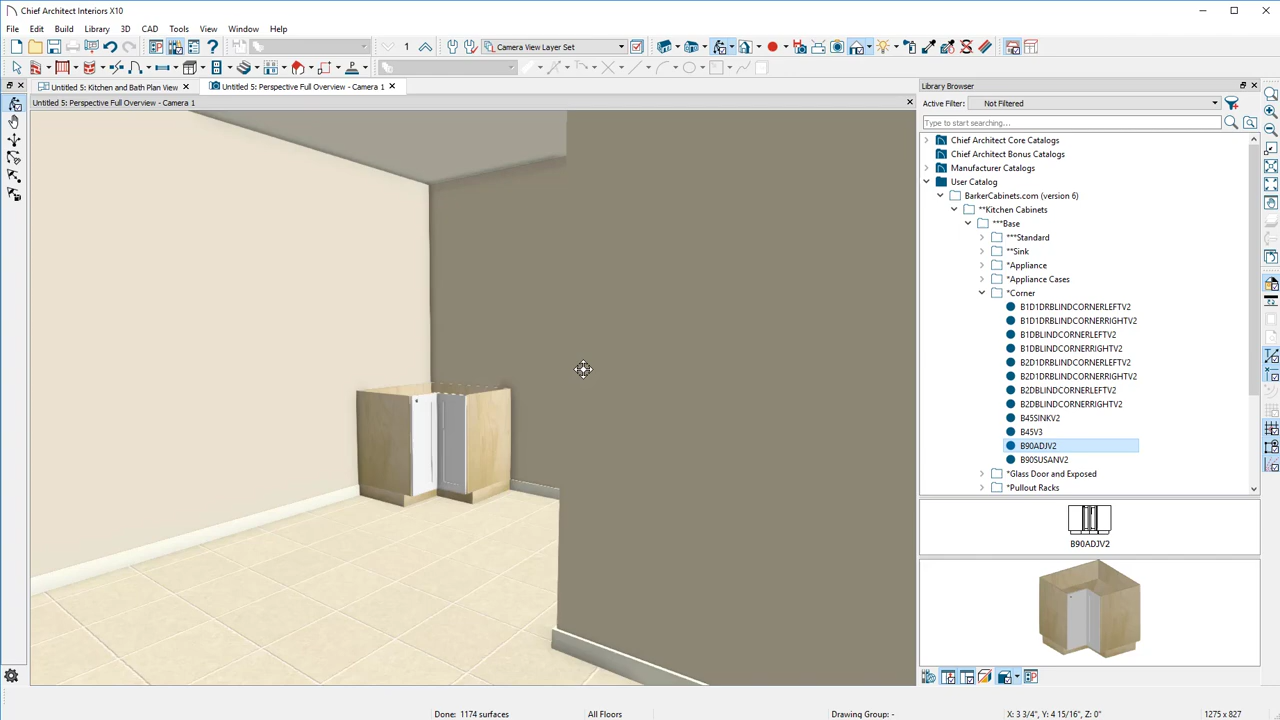 Chief Architect Interiors X10
File Edit Build Library 3D CAD Tools View Window Help
1 Camera View Layer Set
Untitled 5: Kitchen and Bath Plan View Untitled 5: Perspective Full Overview - Camera 1
Untitled 5: Perspective Full Overview - Camera 1
Library Browser
Active Filter: Not Filtered
Type to start searching...
Chief Architect Core Catalogs
Chief Architect Bonus Catalogs
Manufacturer Catalogs
User Catalog
BarkerCabinets.com (version 6)
**Kitchen Cabinets
***Base
***Standard
**Sink
*Appliance
*Appliance Cases
*Corner
B1D1DRBLINDCORNERLEFTV2
B1D1DRBLINDCORNERRIGHTV2
B1DBLINDCORNERLEFTV2
B1DBLINDCORNERRIGHTV2
B2D1DRBLINDCORNERLEFTV2
B2D1DRBLINDCORNERRIGHTV2
B2DBLINDCORNERLEFTV2
B2DBLINDCORNERRIGHTV2
B45SINKV2
B45V3
B90ADJV2
B90SUSANV2
*Glass Door and Exposed
*Pullout Racks
B90ADJV2
Done: 1174 surfaces All Floors Drawing Group: - X: 3 3/4", Y: 4 15/16", Z: 0" 1275 x 827